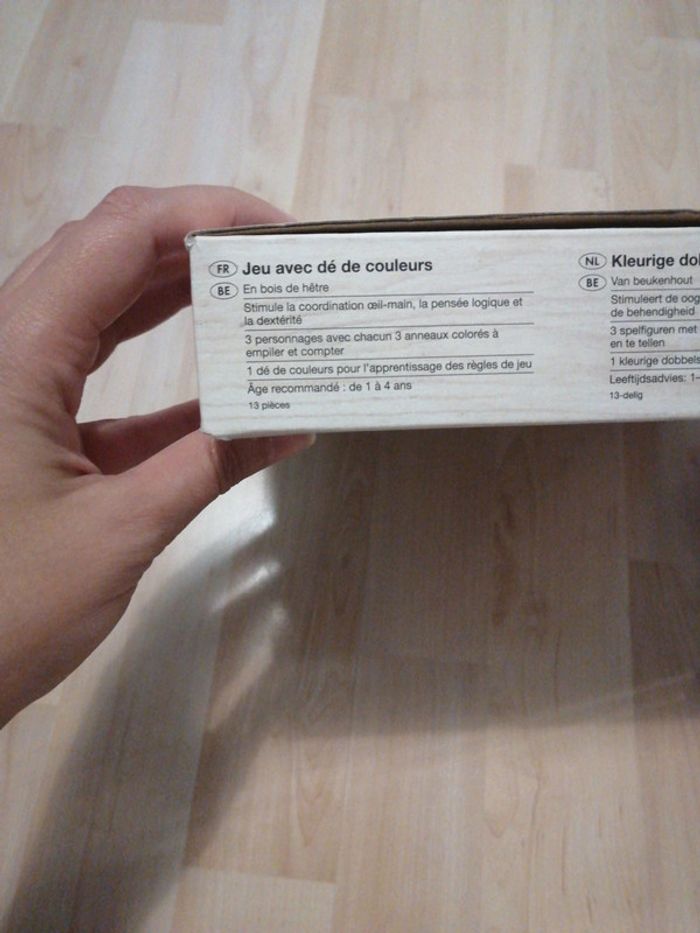 FR Jeu avec dé de couleurs
BE En bois de hêtre
Stimule la coordination œil-main, la pensée logique et
la dextérité
3 personnages avec chacun 3 anneaux colorés à
empiler et compter
1 dé de couleurs pour l'apprentissage des règles de jeu
Âge recommandé : de 1 à 4 ans
13 pièces
NL Kleurige
BE Van beukenhout
Stimuleert de
de behendigheid
3 spelfiguren met
en te tellen
1 kleurige
Leeftijdsadvies: 1–
13-delig